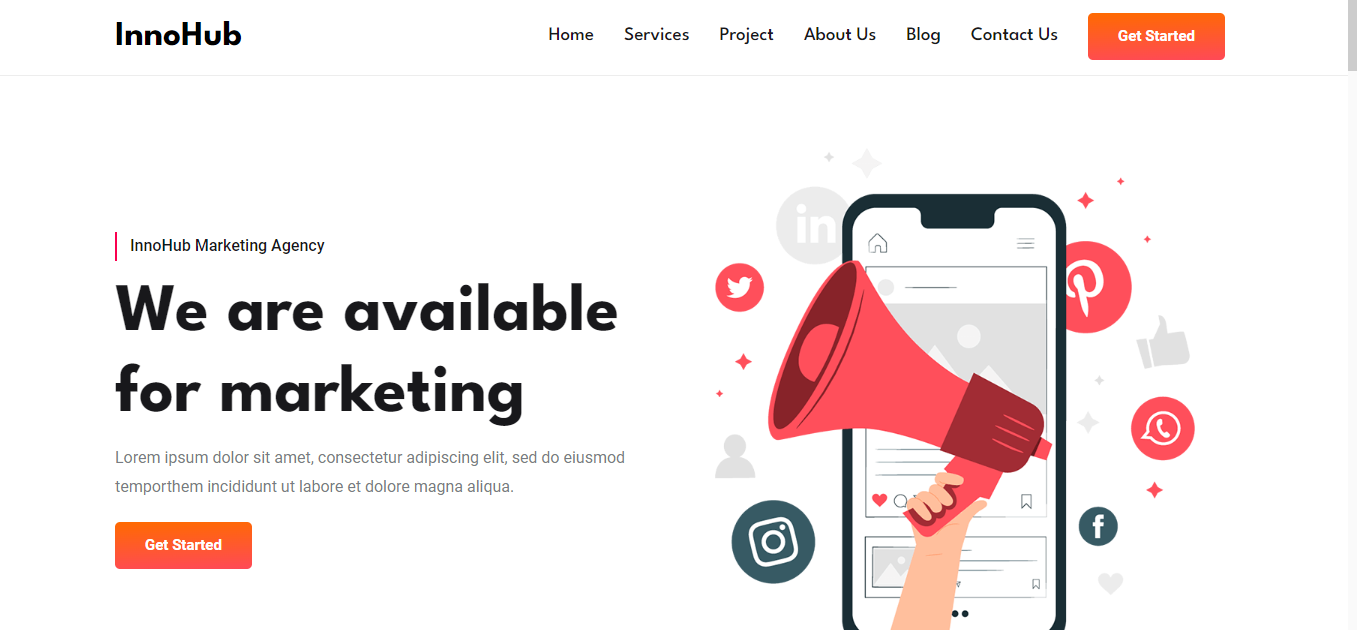 InnoHub
Home Services Project About Us Blog Contact Us Get Started
InnoHub Marketing Agency
We are available
for marketing
Lorem ipsum dolor sit amet, consectetur adipiscing elit, sed do eiusmod
temporthem incididunt ut labore et dolore magna aliqua.
Get Started
in